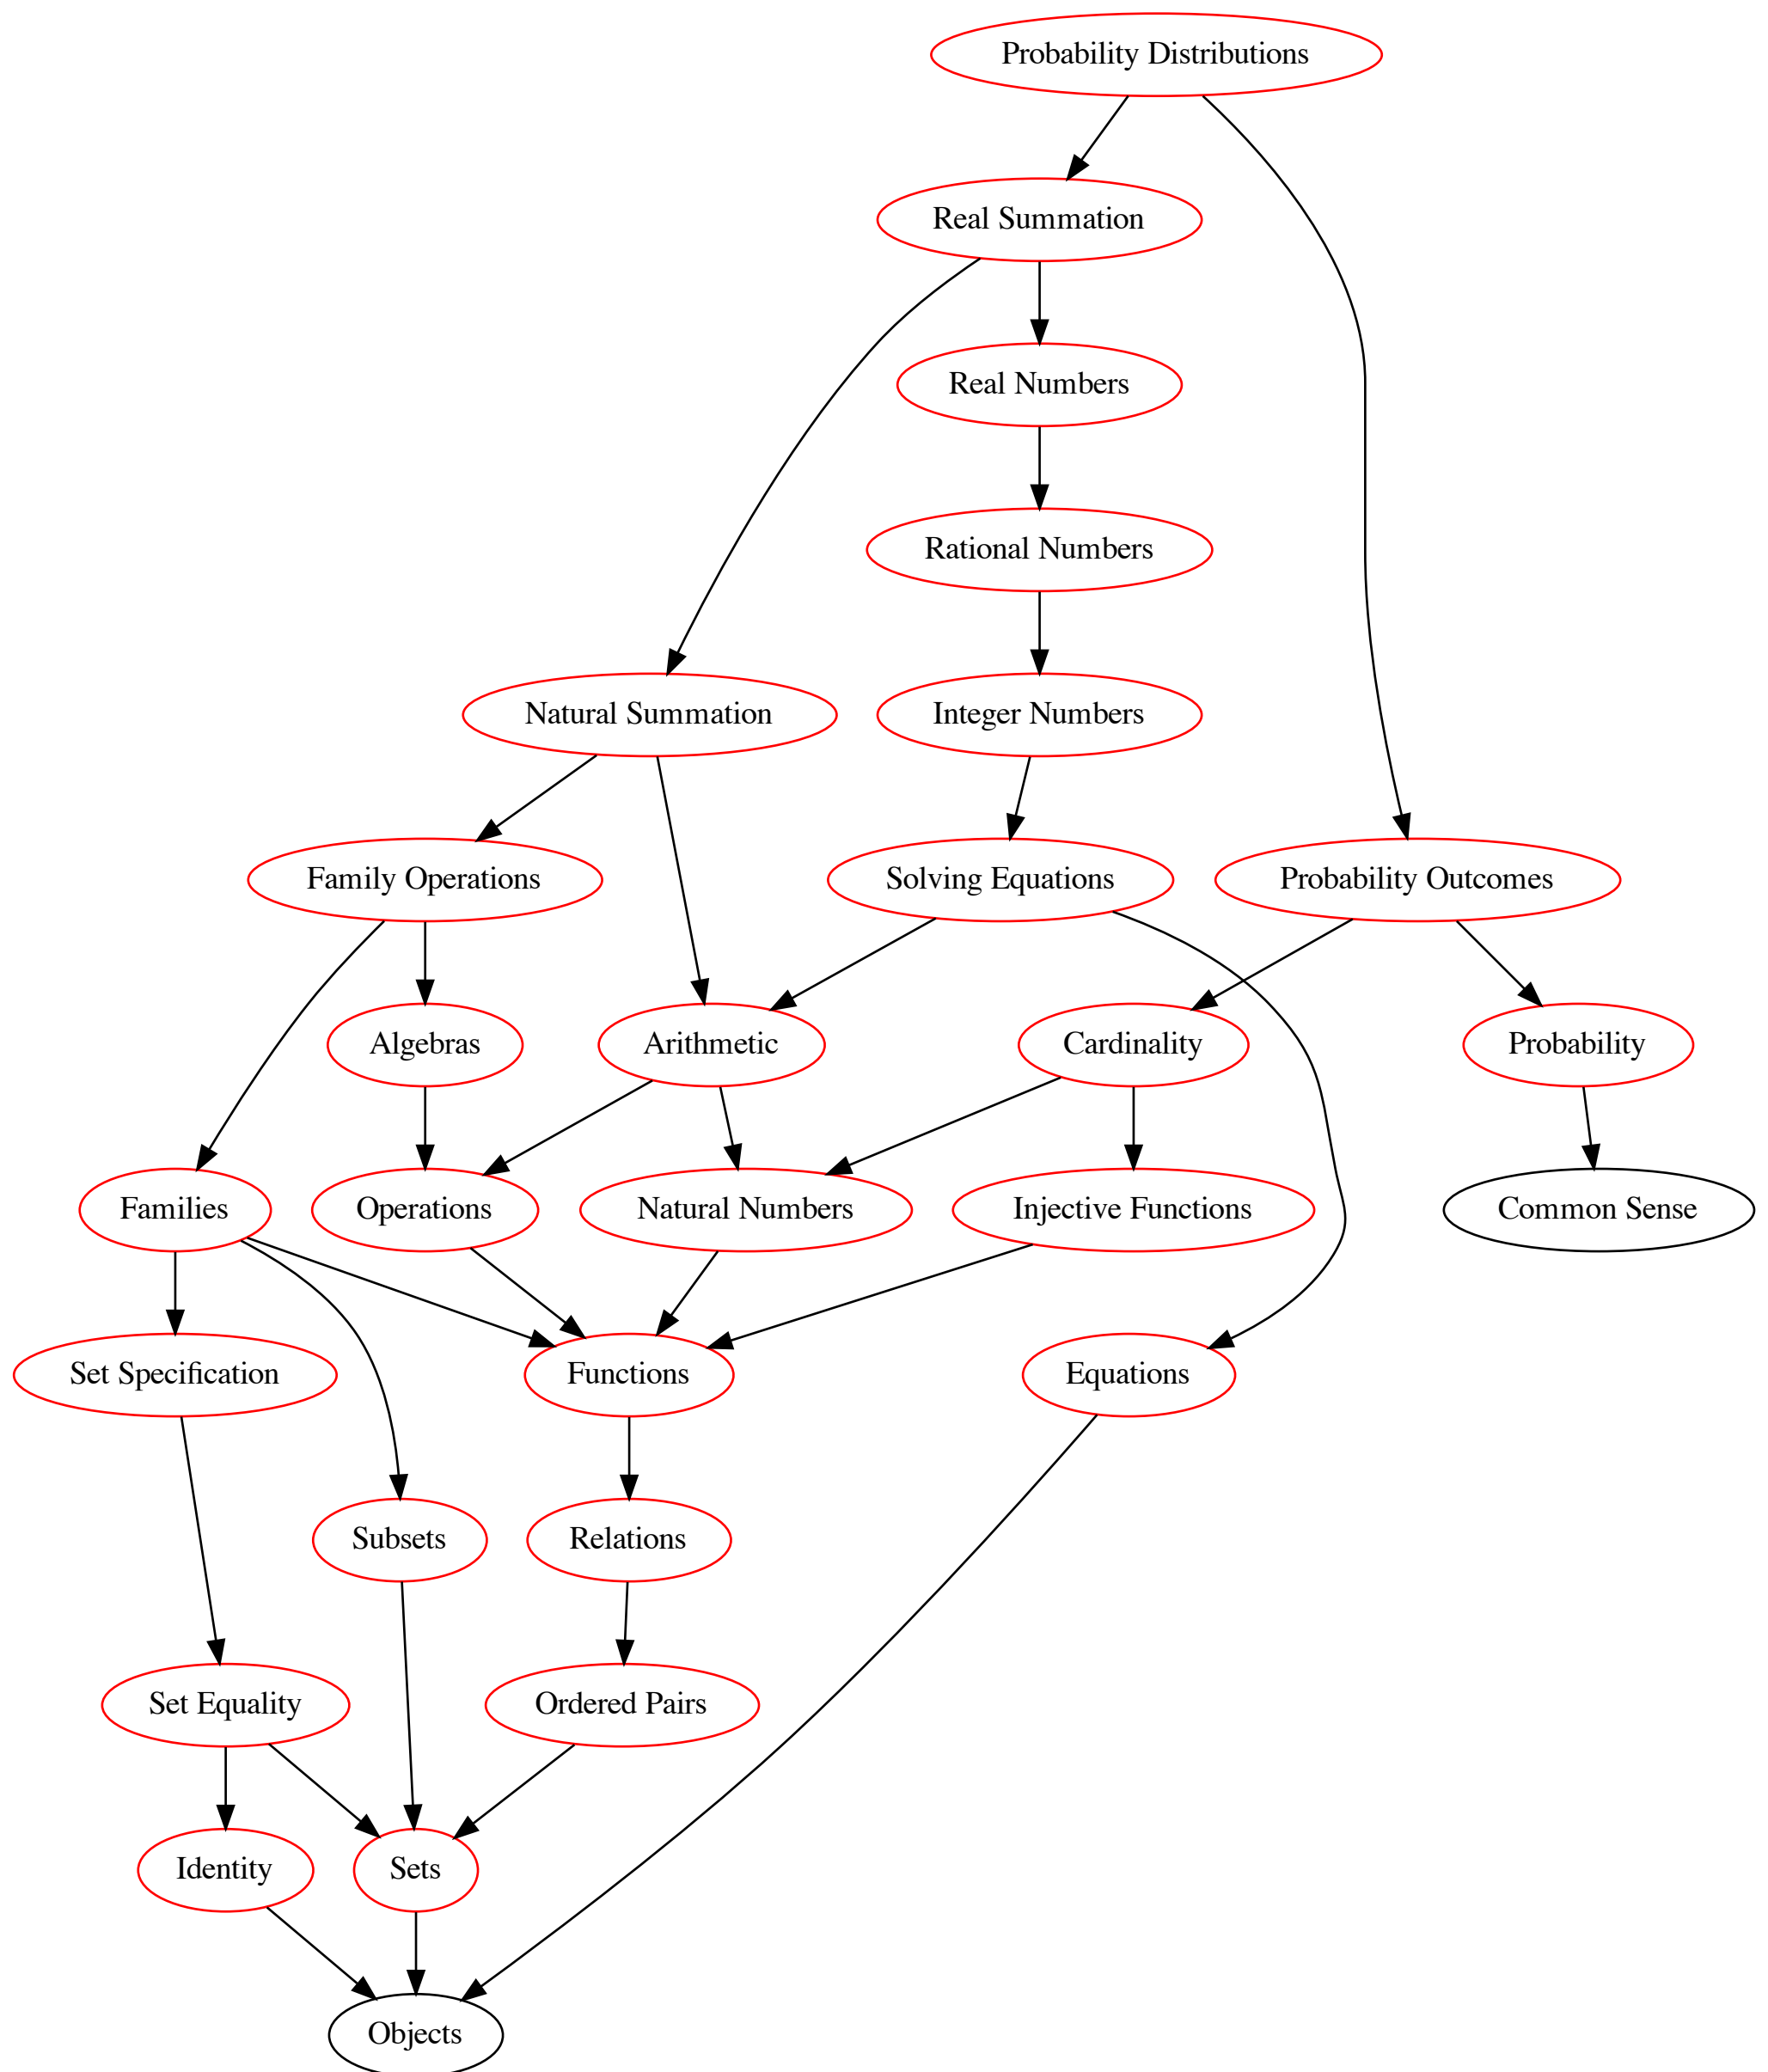 Probability Distributions
Real Summation
Real Numbers
Rational Numbers
Natural Summation
Integer Numbers
Family Operations
Solving Equations
Probability Outcomes
Algebras
Arithmetic
Cardinality
Probability
Families
Operations
Natural Numbers
Injective Functions
Common Sense
Set Specification
Functions
Equations
Subsets
Relations
Set Equality
Ordered Pairs
Identity
Sets
Objects